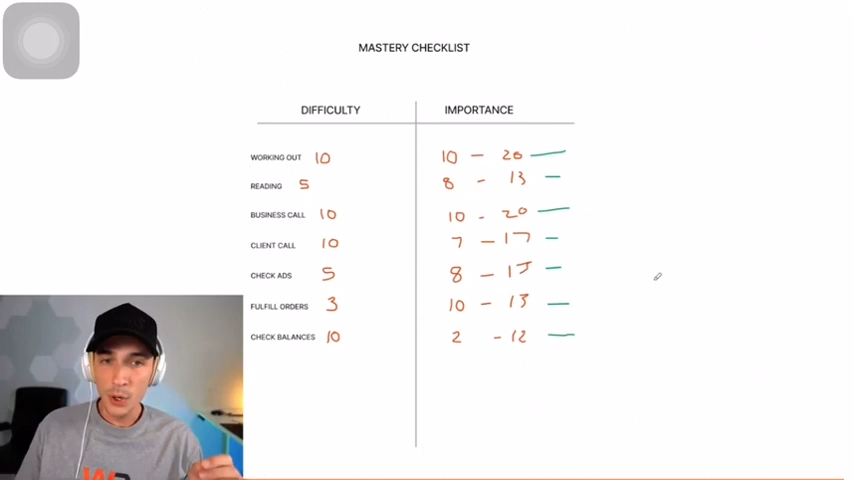 MASTERY CHECKLIST
DIFFICULTY IMPORTANCE
WORKING OUT 10 10 - 20
READING 5 8 - 13
BUSINESS CALL 10 10 - 20
CLIENT CALL 10 7 - 17
CHECK ADS 5 8 -
FULFILL ORDERS 3 10 - 13
CHECK BALANCES 10 2 - 12